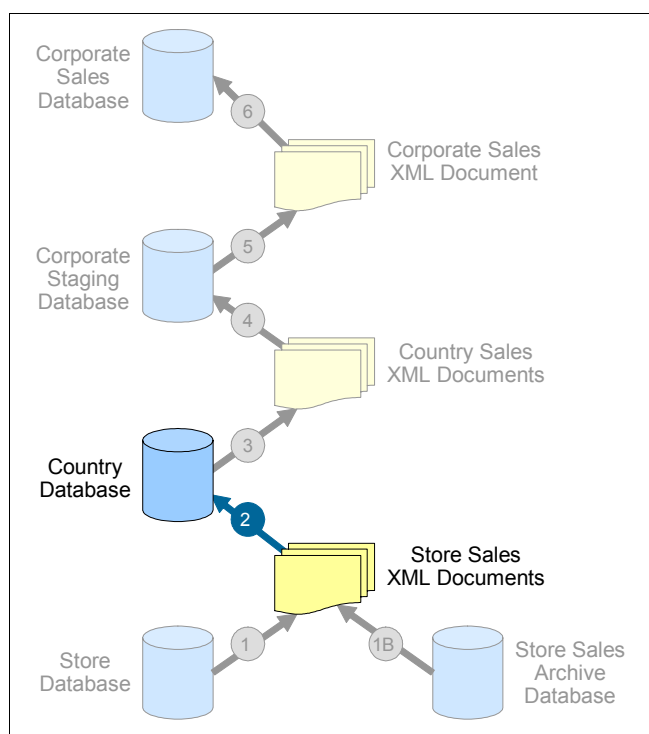 Corporate
Sales
Database
6
Corporate Sales
XML Document
5
Corporate
Staging
Database
4
Country Sales
XML Documents
3
Country
Database
2
Store Sales
XML Documents
1
1B
Store
Database
Store Sales
Archive
Database